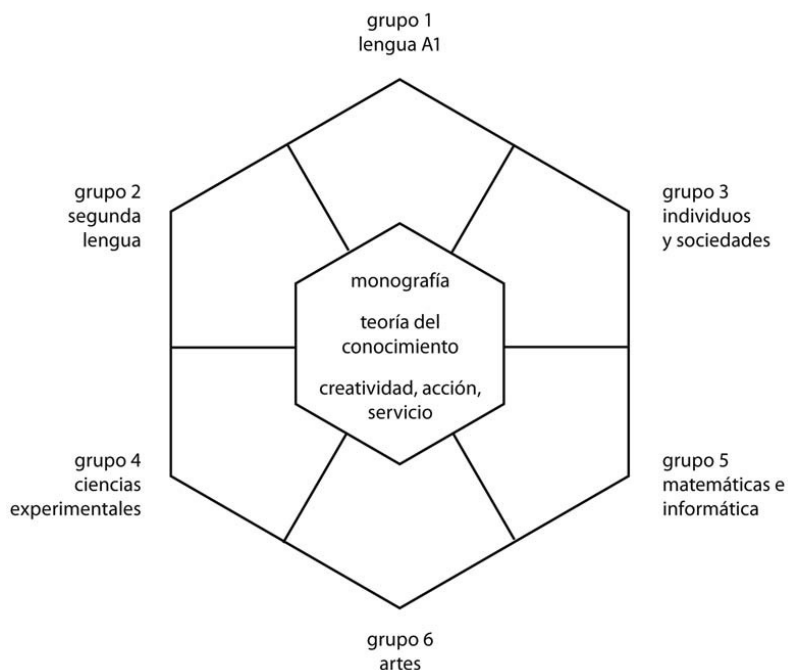 grupo 1
lengua A1
grupo 2
segunda
lengua
grupo 3
individuos
y sociedades
monografía
teoría del
conocimiento
creatividad, acción,
servicio
grupo 4
ciencias
experimentales
grupo 5
matemáticas e
informática
grupo 6
artes